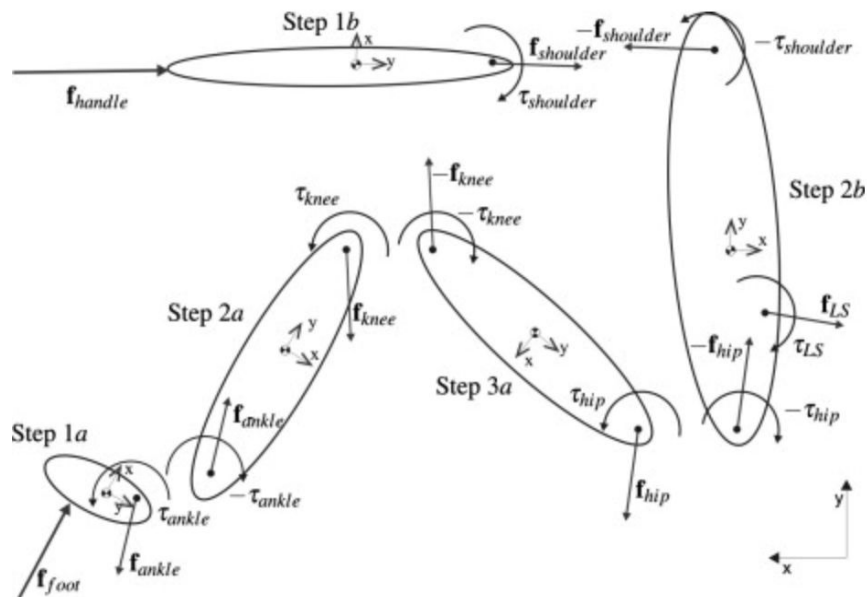 Step 1b
x
y
f_handle
f_shoulder
τ_shoulder
−f_shoulder
−τ_shoulder
Step 2b
y
x
f_LS
τ_LS
−f_hip
−τ_hip
τ_knee
Step 2a
y
x
f_knee
f_ankle
−τ_ankle
−f_knee
−τ_knee
x
y
Step 3a
τ_hip
f_hip
Step 1a
x
y
τ_ankle
f_ankle
f_foot
y
x